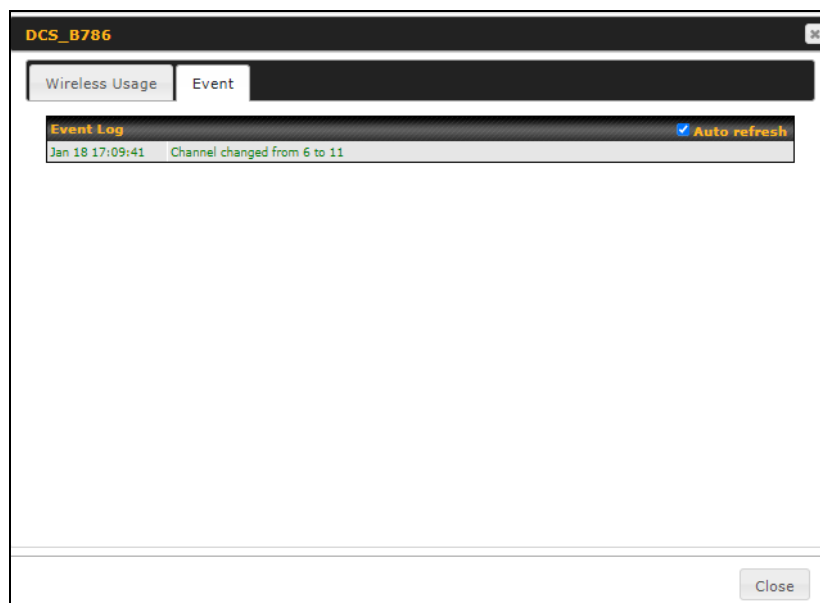 DCS_B786
Wireless Usage
Event
Event Log
Auto refresh
Jan 18 17:09:41 Channel changed from 6 to 11
Close